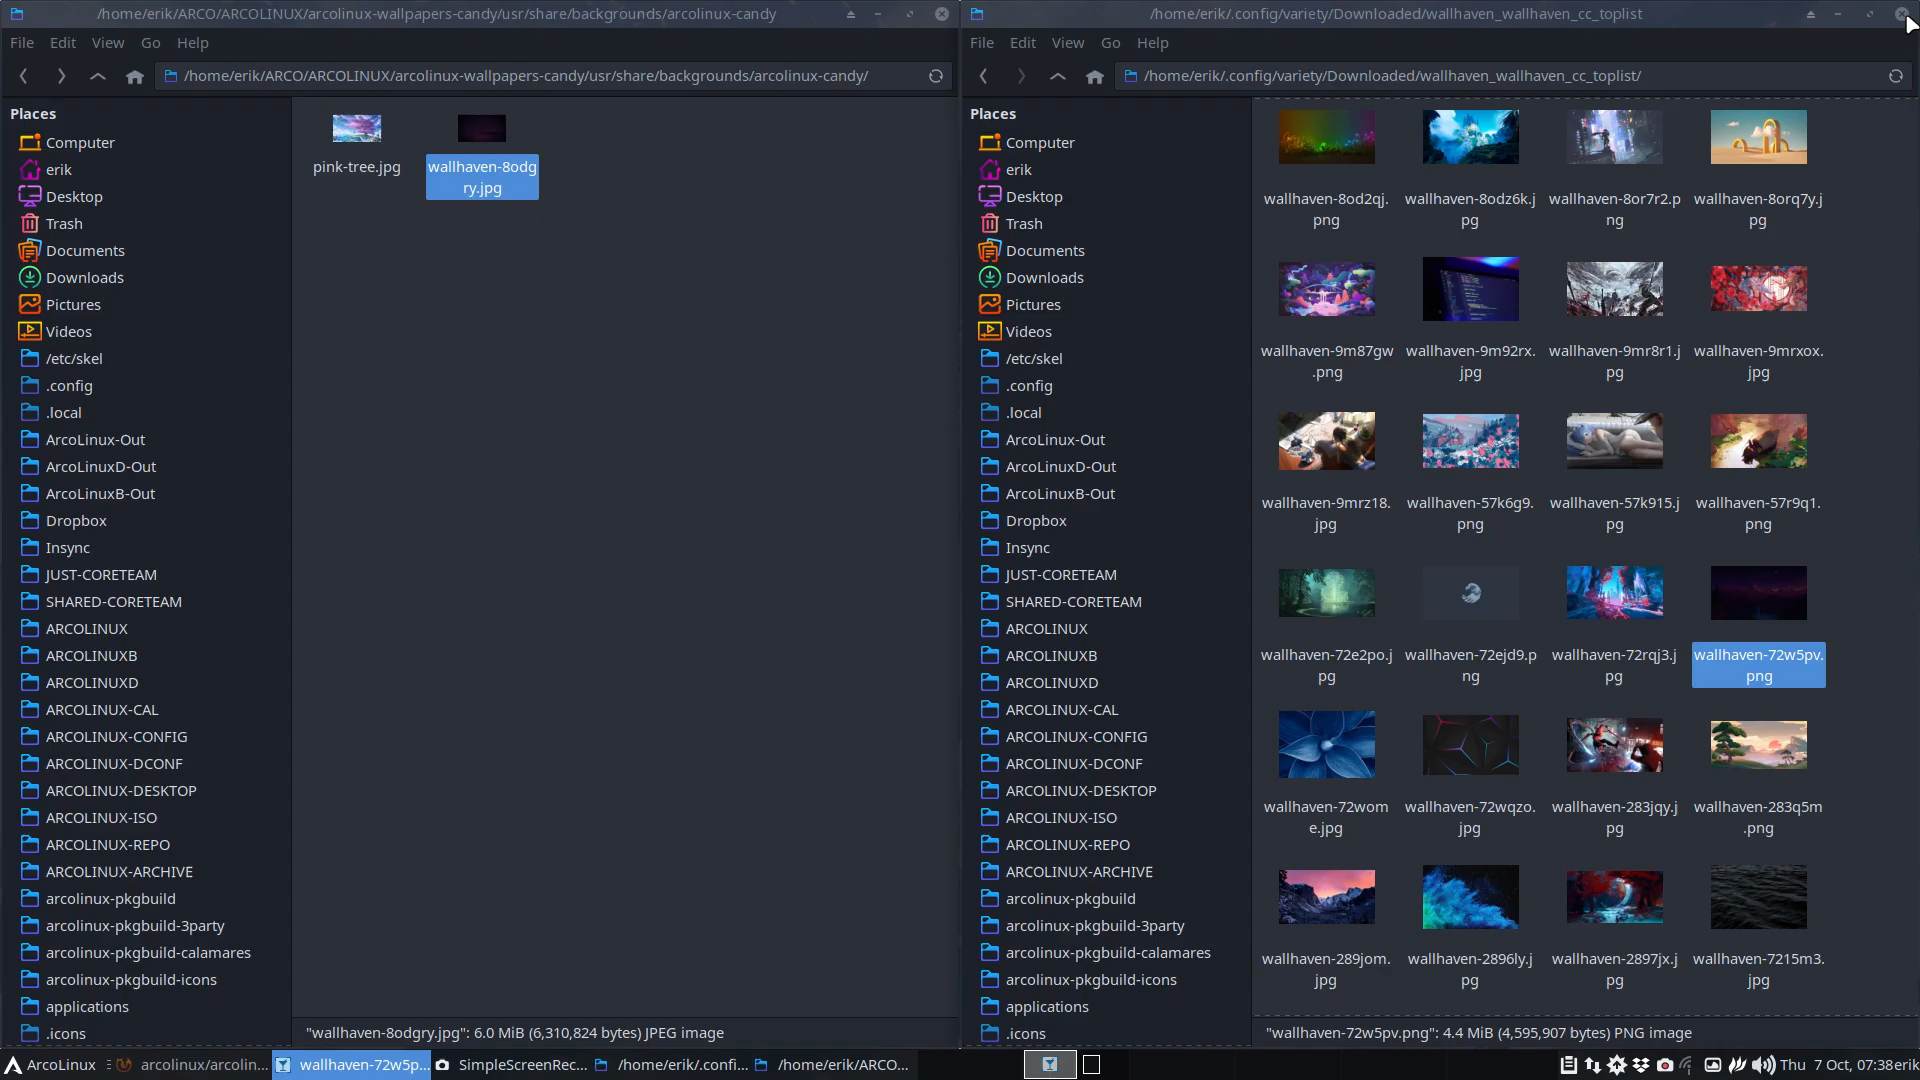 /home/erik/ARCO/ARCOLINUX/arcolinux-wallpapers-candy/usr/share/backgrounds/arcolinux-candy
File Edit View Go Help
/home/erik/ARCO/ARCOLINUX/arcolinux-wallpapers-candy/usr/share/backgrounds/arcolinux-candy/
Places
Computer
erik
Desktop
Trash
Documents
Downloads
Pictures
Videos
/etc/skel
.config
.local
ArcoLinux-Out
ArcoLinuxD-Out
ArcoLinuxB-Out
Dropbox
Insync
JUST-CORETEAM
SHARED-CORETEAM
ARCOLINUX
ARCOLINUXB
ARCOLINUXD
ARCOLINUX-CAL
ARCOLINUX-CONFIG
ARCOLINUX-DCONF
ARCOLINUX-DESKTOP
ARCOLINUX-ISO
ARCOLINUX-REPO
ARCOLINUX-ARCHIVE
arcolinux-pkgbuild
arcolinux-pkgbuild-3party
arcolinux-pkgbuild-calamares
arcolinux-pkgbuild-icons
applications
.icons
pink-tree.jpg
wallhaven-8odg
ry.jpg
"wallhaven-8odgry.jpg": 6.0 MiB (6,310,824 bytes) JPEG image
/home/erik/.config/variety/Downloaded/wallhaven_wallhaven_cc_toplist
File Edit View Go Help
/home/erik/.config/variety/Downloaded/wallhaven_wallhaven_cc_toplist/
Places
Computer
erik
Desktop
Trash
Documents
Downloads
Pictures
Videos
/etc/skel
.config
.local
ArcoLinux-Out
ArcoLinuxD-Out
ArcoLinuxB-Out
Dropbox
Insync
JUST-CORETEAM
SHARED-CORETEAM
ARCOLINUX
ARCOLINUXB
ARCOLINUXD
ARCOLINUX-CAL
ARCOLINUX-CONFIG
ARCOLINUX-DCONF
ARCOLINUX-DESKTOP
ARCOLINUX-ISO
ARCOLINUX-REPO
ARCOLINUX-ARCHIVE
arcolinux-pkgbuild
arcolinux-pkgbuild-3party
arcolinux-pkgbuild-calamares
arcolinux-pkgbuild-icons
applications
.icons
wallhaven-8od2qj. wallhaven-8odz6k.j wallhaven-8or7r2.p wallhaven-8orq7y.j
png pg ng pg
wallhaven-9m87gw wallhaven-9m92rx. wallhaven-9mr8r1.j wallhaven-9mrxox.
.png jpg pg jpg
wallhaven-9mrz18. wallhaven-57k6g9. wallhaven-57k915.j wallhaven-57r9q1.
jpg png pg png
wallhaven-72e2po.j wallhaven-72ejd9.p wallhaven-72rqj3.j wallhaven-72w5pv.
pg ng pg png
wallhaven-72wom wallhaven-72wqzo. wallhaven-283jqy.j wallhaven-283q5m
e.jpg jpg pg .png
wallhaven-289jom. wallhaven-2896ly.j wallhaven-2897jx.j wallhaven-7215m3.
jpg pg pg jpg
"wallhaven-72w5pv.png": 4.4 MiB (4,595,907 bytes) PNG image
ArcoLinux arcolinux/arcolin... wallhaven-72w5p... SimpleScreenRec... /home/erik/.confi... /home/erik/ARCO... Thu 7 Oct, 07:38 erik